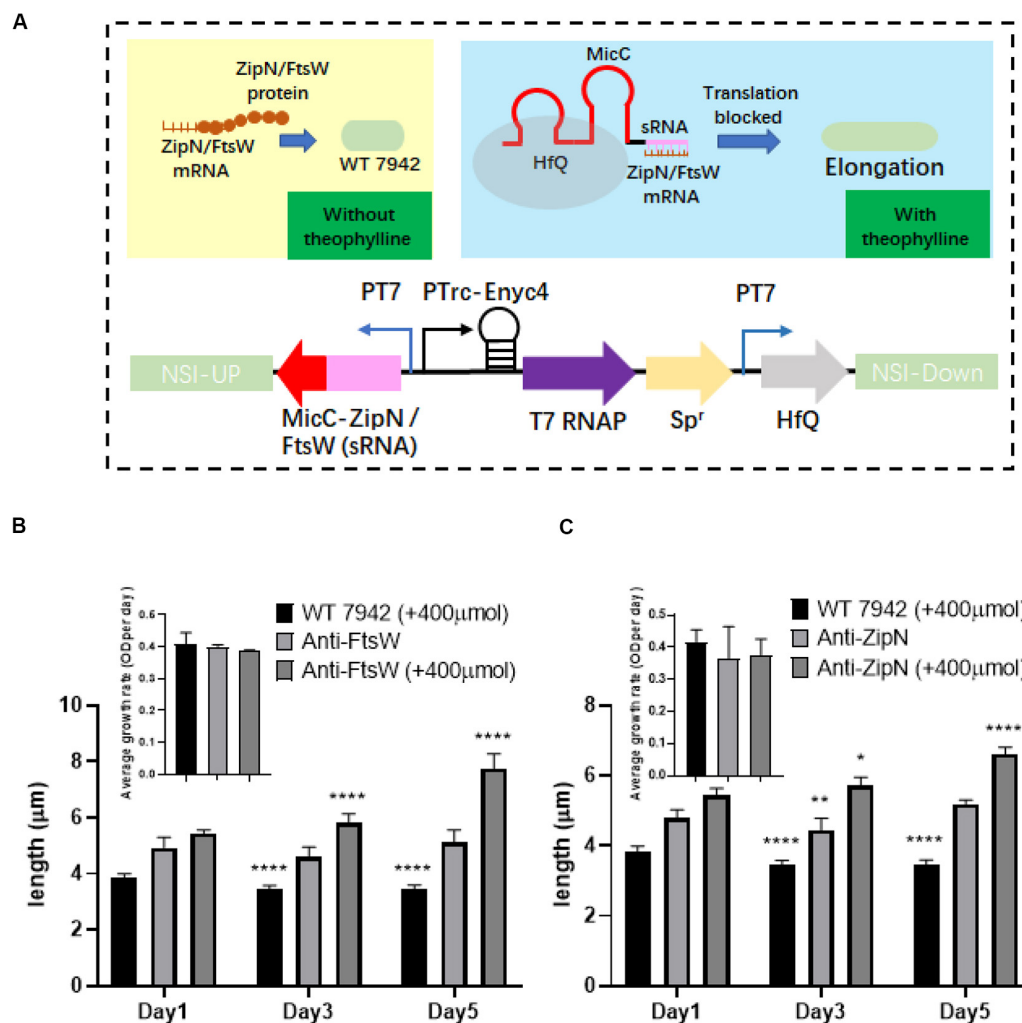 A
ZipN/FtsW
protein
ZipN/FtsW
mRNA
WT 7942
Without
theophylline
MicC
HfQ
sRNA
ZipN/FtsW
mRNA
Translation
blocked
Elongation
With
theophylline
PT7
PTrc-Enyc4
PT7
NSI-UP
MicC-ZipN /
FtsW (sRNA)
T7 RNAP
Spr
HfQ
NSI-Down
B
Average growth rate (OD per day )
0.6
0.4
0.2
0.0
WT 7942 (+400μmol)
Anti-FtsW
Anti-FtsW (+400μmol)
length (μm)
10
8
6
4
2
0
****
****
****
****
Day1
Day3
Day5
C
Average growth rate (OD per day )
0.5
0.4
0.3
0.2
0.1
0.0
WT 7942 (+400μmol)
Anti-ZipN
Anti-ZipN (+400μmol)
length (μm)
8
6
4
2
0
****
**
*
****
****
Day1
Day3
Day5